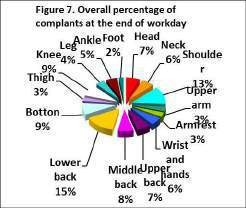 Figure 7. Overall percentage of
complants at the end of workday
Foot
2%
Head
7%
Neck
6%
Shoulde
r
13%
Upper
arm
3%
Armrest
3%
Wrist
and
hands
6%
Upper
back
7%
Middle
back
8%
Lower
back
15%
Botton
9%
Thigh
3%
Knee
9%
Leg
4%
Ankle
5%